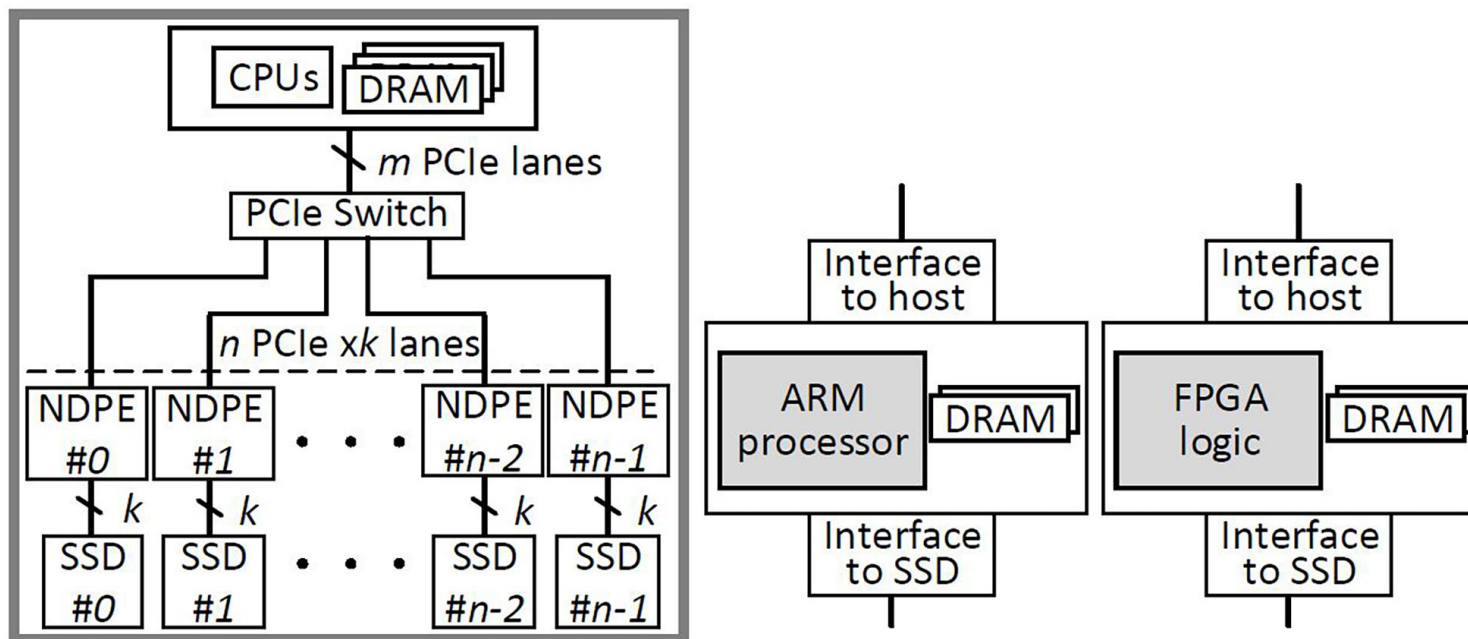 CPUs
DRAM
m PCIe lanes
PCIe Switch
n PCIe xk lanes
NDPE
#0
NDPE
#1
NDPE
#n-2
NDPE
#n-1
k
k
k
k
SSD
#0
SSD
#1
SSD
#n-2
SSD
#n-1
Interface
to host
ARM
processor
DRAM
Interface
to SSD
Interface
to host
FPGA
logic
DRAM
Interface
to SSD